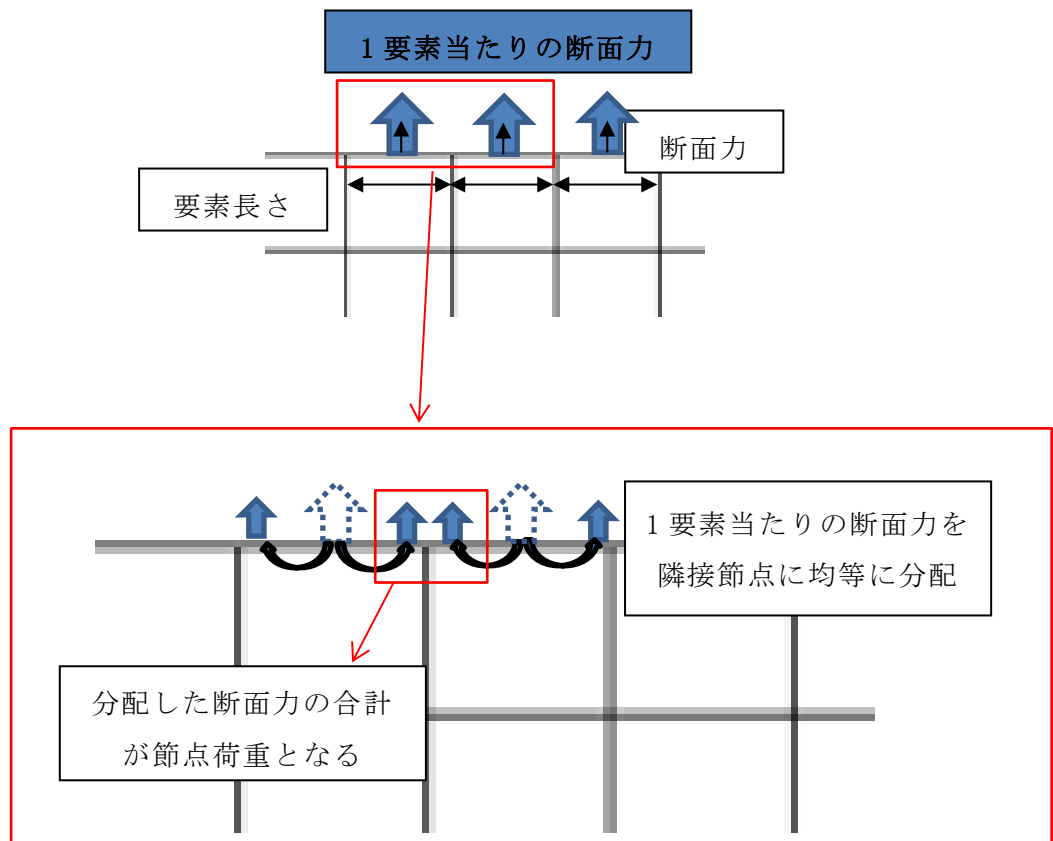 1要素当たりの断面力
断面力
要素長さ
1要素当たりの断面力を
隣接節点に均等に分配
分配した断面力の合計
が節点荷重となる